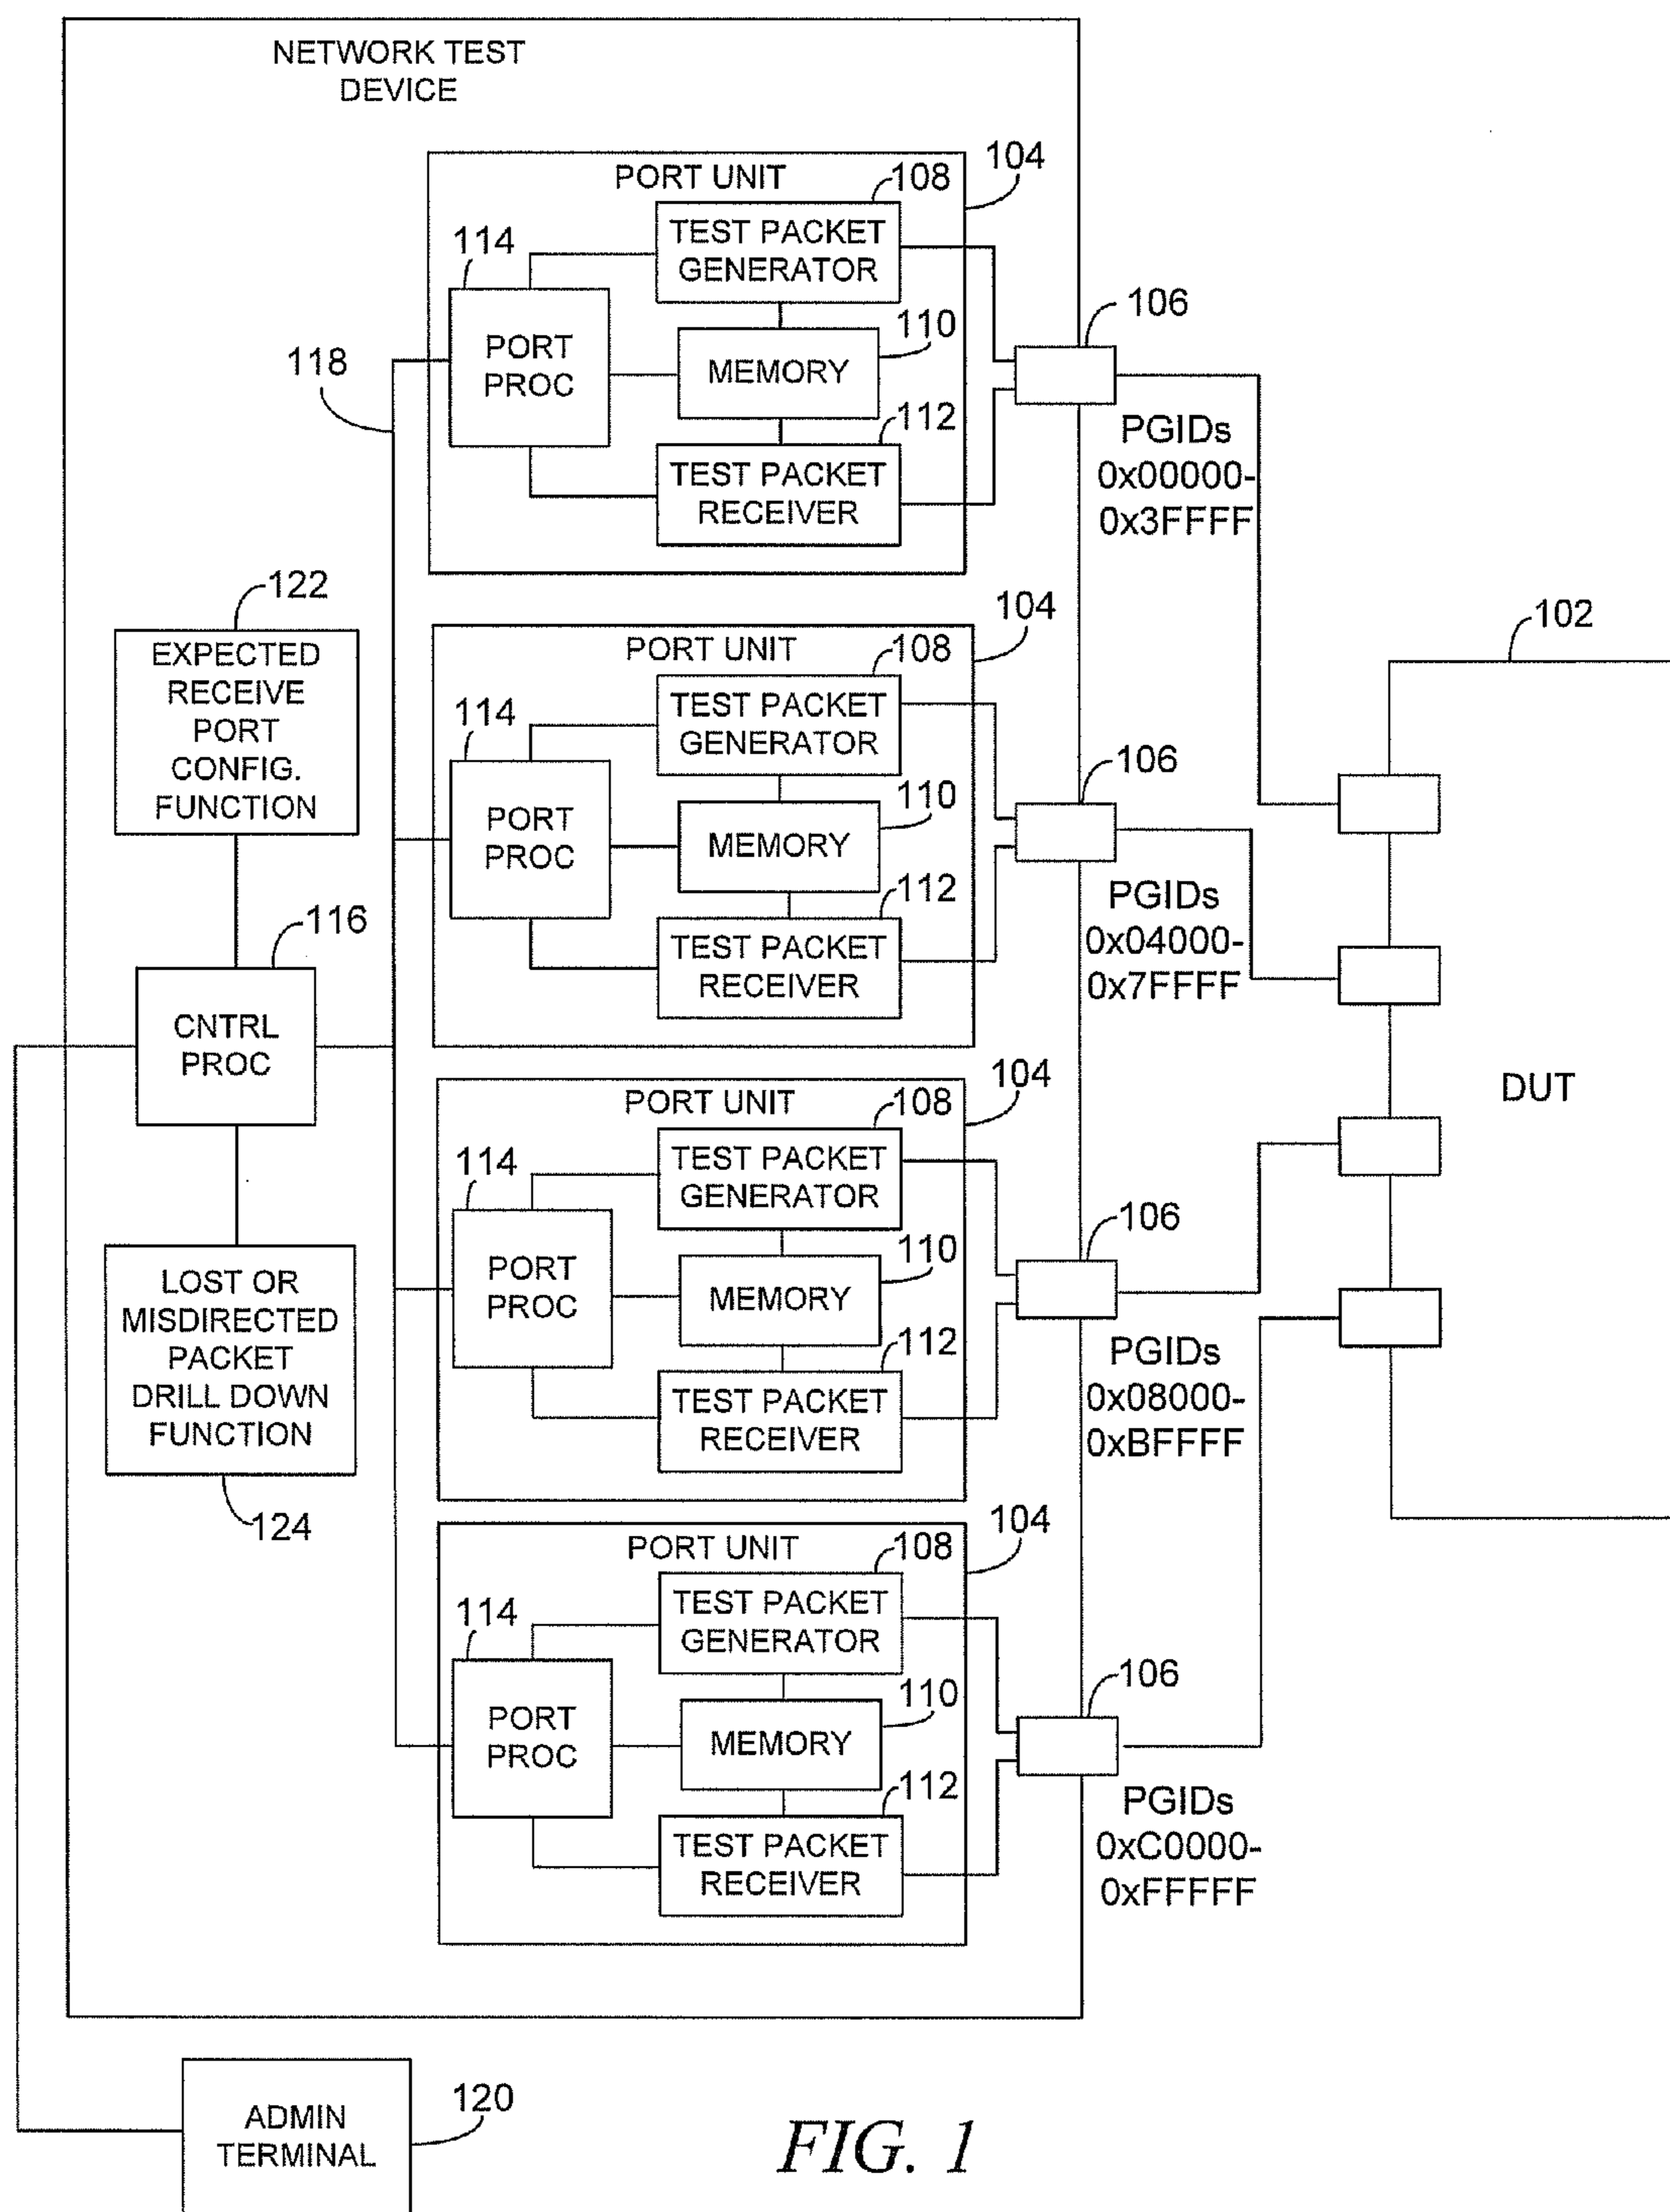 NETWORK TEST
DEVICE
PORT UNIT
104
108
TEST PACKET
GENERATOR
114
PORT
PROC
110
MEMORY
112
TEST PACKET
RECEIVER
106
118
PGIDs
0x00000-
0x3FFFF
122
EXPECTED
RECEIVE
PORT
CONFIG.
FUNCTION
PORT UNIT
104
108
TEST PACKET
GENERATOR
114
PORT
PROC
110
MEMORY
112
TEST PACKET
RECEIVER
106
PGIDs
0x04000-
0x7FFFF
102
DUT
116
CNTRL
PROC
PORT UNIT
104
108
TEST PACKET
GENERATOR
114
PORT
PROC
110
MEMORY
112
TEST PACKET
RECEIVER
106
PGIDs
0x08000-
0xBFFFF
LOST OR
MISDIRECTED
PACKET
DRILL DOWN
FUNCTION
124
PORT UNIT
104
108
TEST PACKET
GENERATOR
114
PORT
PROC
110
MEMORY
112
TEST PACKET
RECEIVER
106
PGIDs
0xC0000-
0xFFFFF
ADMIN
TERMINAL
120
FIG. 1